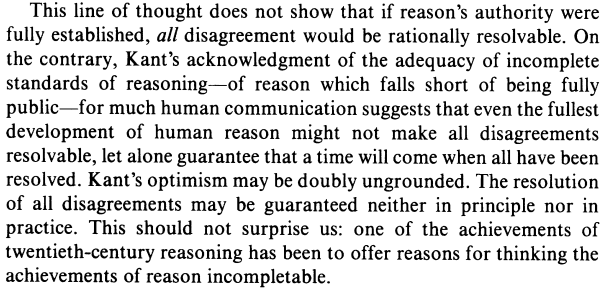 This line of thought does not show that if reason's authority were
fully established, all disagreement would be rationally resolvable. On
the contrary, Kant's acknowledgment of the adequacy of incomplete
standards of reasoning—of reason which falls short of being fully
public—for much human communication suggests that even the fullest
development of human reason might not make all disagreements
resolvable, let alone guarantee that a time will come when all have been
resolved. Kant's optimism may be doubly ungrounded. The resolution
of all disagreements may be guaranteed neither in principle nor in
practice. This should not surprise us: one of the achievements of
twentieth-century reasoning has been to offer reasons for thinking the
achievements of reason incompletable.